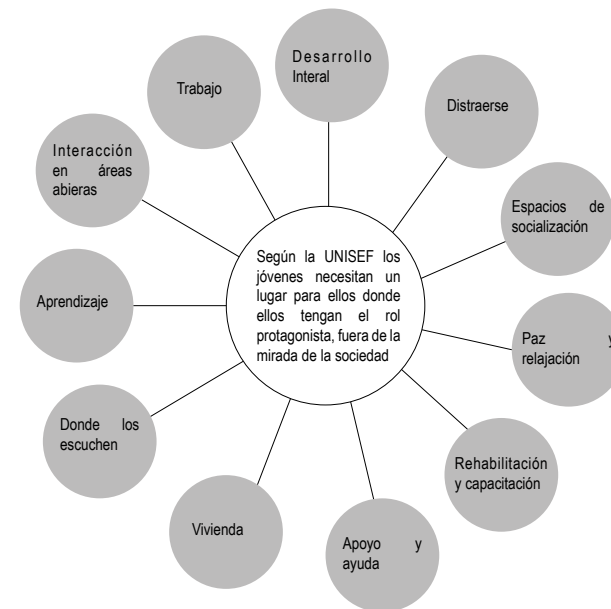 Desarrollo
Interal
Trabajo
Distraerse
Interacción
en áreas
abieras
Espacios de
socialización
Según la UNISEF los
jóvenes necesitan un
lugar para ellos donde
ellos tengan el rol
protagonista, fuera de la
mirada de la sociedad
Aprendizaje
Paz y
relajación
Donde los
escuchen
Rehabilitación
y capacitación
Vivienda
Apoyo y
ayuda